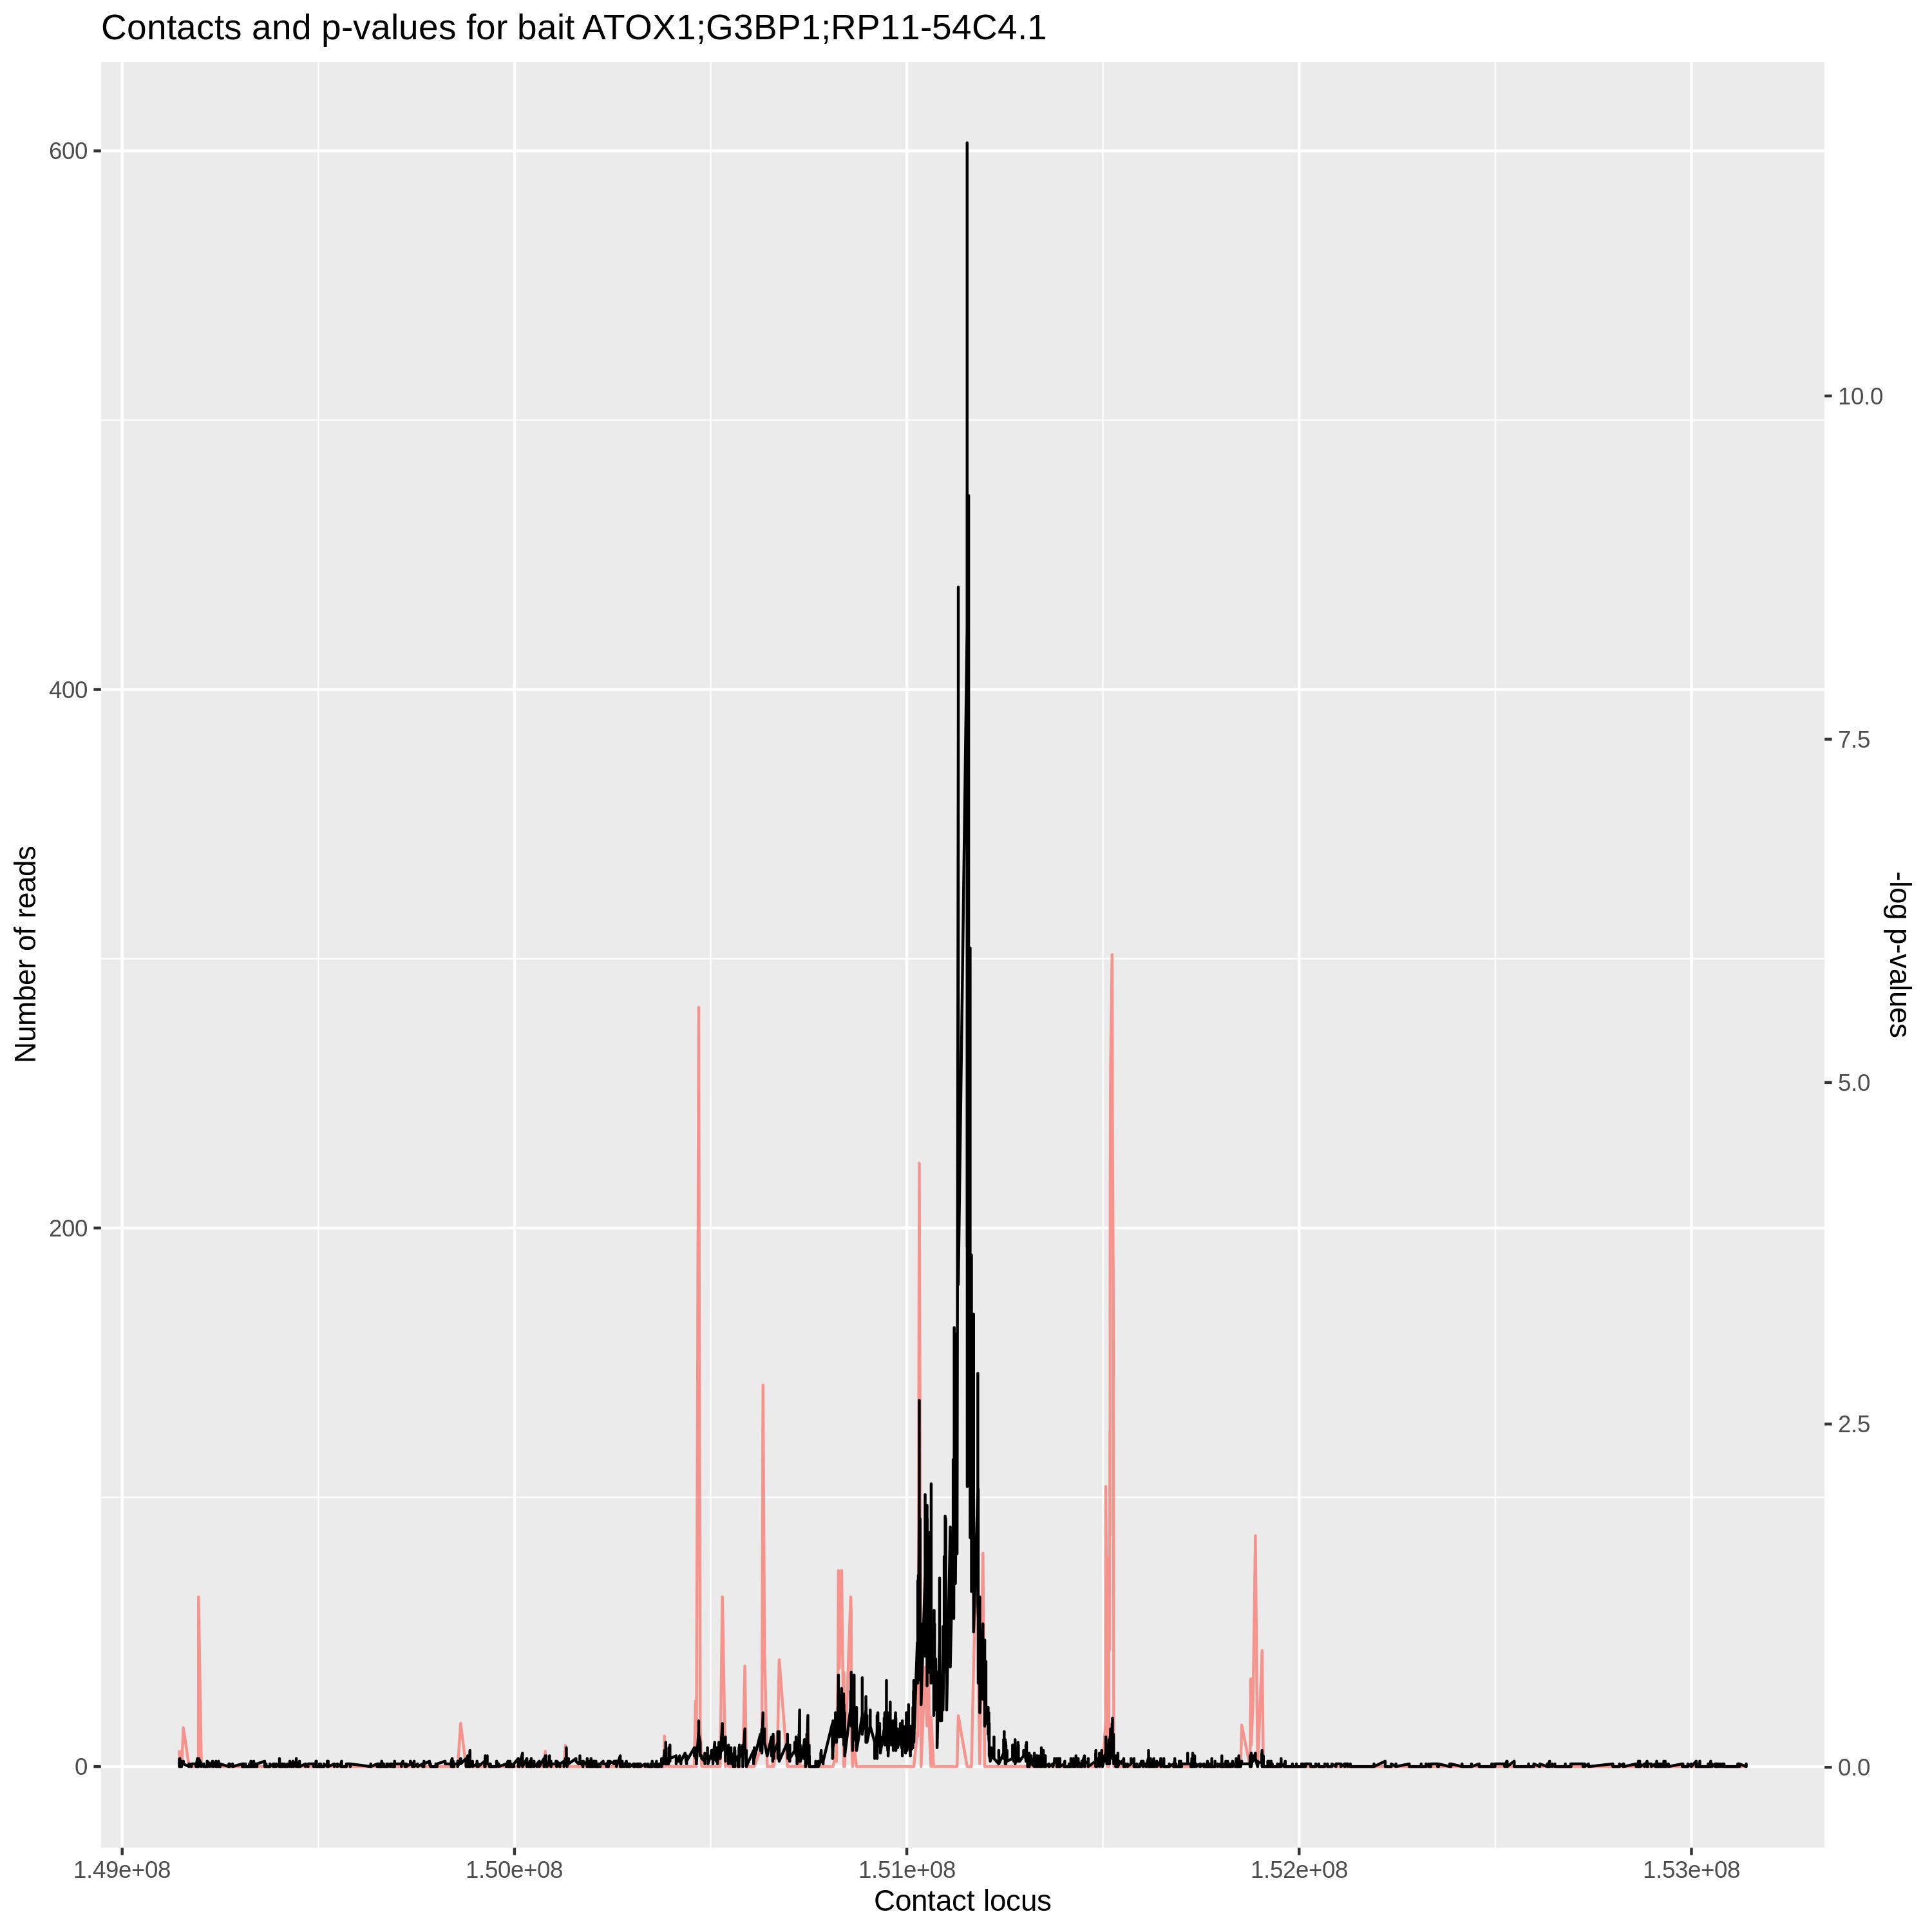 Contacts and p-values for bait ATOX1;G3BP1;RP11-54C4.1
600
400
200
0
Number of reads
10.0
7.5
5.0
2.5
0.0
-log p-values
1.49e+08
1.50e+08
1.51e+08
1.52e+08
1.53e+08
Contact locus